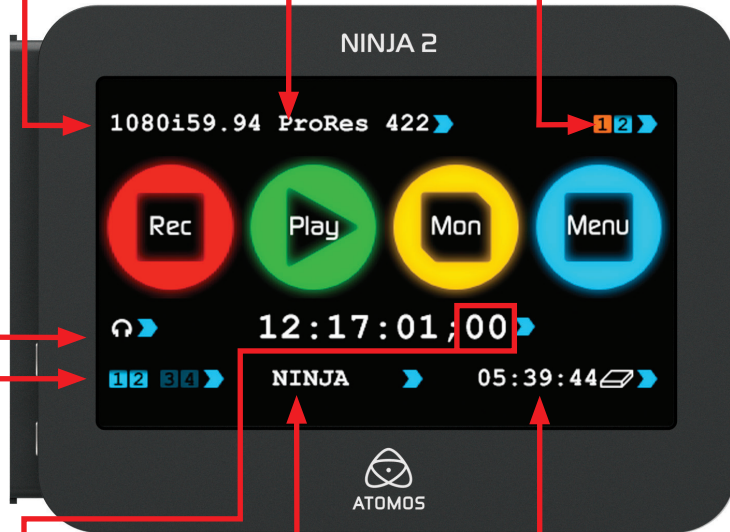 NINJA 2
1080i59.94 ProRes 422 1 2
Rec Play Mon Menu
12:17:01;00
1 2 3 4 NINJA 05:39:44
ATOMOS